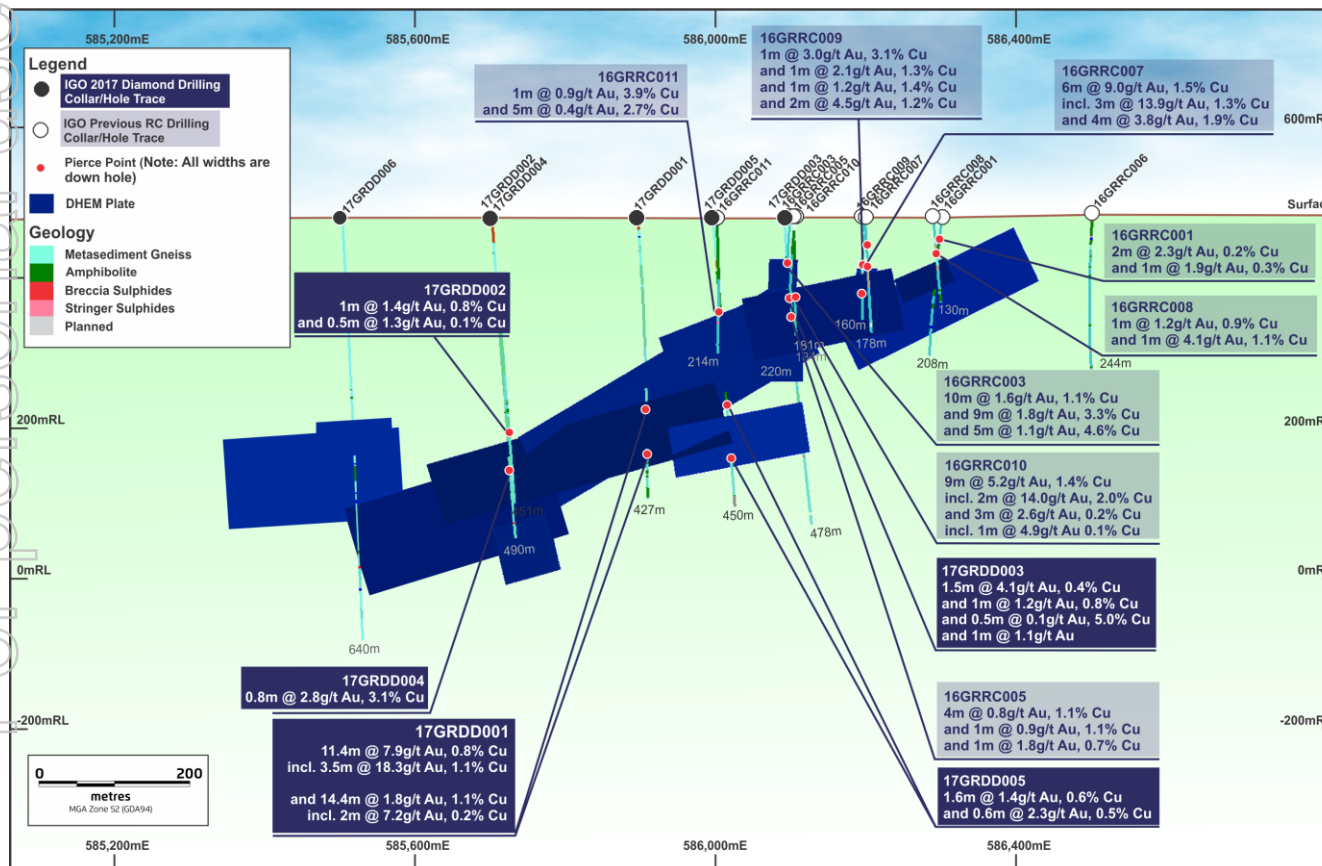 585,200mE
585,600mE
586,000mE
586,400mE
Legend
IGO 2017 Diamond Drilling
Collar/Hole Trace
IGO Previous RC Drilling
Collar/Hole Trace
Pierce Point (Note: All widths are
down hole)
DHEM Plate
Geology
Metasediment Gneiss
Amphibolite
Breccia Sulphides
Stringer Sulphides
Planned
16GRRC011
1m @ 0.9g/t Au, 3.9% Cu
and 5m @ 0.4g/t Au, 2.7% Cu
16GRRC009
1m @ 3.0g/t Au, 3.1% Cu
and 1m @ 2.1g/t Au, 1.3% Cu
and 1m @ 1.2g/t Au, 1.4% Cu
and 2m @ 4.5g/t Au, 1.2% Cu
16GRRC007
6m @ 9.0g/t Au, 1.5% Cu
incl. 3m @ 13.9g/t Au, 1.3% Cu
and 4m @ 3.8g/t Au, 1.9% Cu
600mR
17GRDD006
17GRDD002
17GRDD004
17GRDD001
17GRDD005
16GRRC011
17GRDD003
16GRRC003
16GRRC005
16GRRC010
16GRRC009
16GRRC007
16GRRC008
16GRRC001
16GRRC006
Surfac
16GRRC001
2m @ 2.3g/t Au, 0.2% Cu
and 1m @ 1.9g/t Au, 0.3% Cu
17GRDD002
1m @ 1.4g/t Au, 0.8% Cu
and 0.5m @ 1.3g/t Au, 0.1% Cu
16GRRC008
1m @ 1.2g/t Au, 0.9% Cu
and 1m @ 4.1g/t Au, 1.1% Cu
130m
160m
178m
181m
214m
220m
208m
244m
16GRRC003
10m @ 1.6g/t Au, 1.1% Cu
and 9m @ 1.8g/t Au, 3.3% Cu
and 5m @ 1.1g/t Au, 4.6% Cu
200mRL
200mR
16GRRC010
9m @ 5.2g/t Au, 1.4% Cu
incl. 2m @ 14.0g/t Au, 2.0% Cu
and 3m @ 2.6g/t Au, 0.2% Cu
incl. 1m @ 4.9g/t Au 0.1% Cu
451m
427m
450m
478m
490m
0mRL
0mR
17GRDD003
1.5m @ 4.1g/t Au, 0.4% Cu
and 1m @ 1.2g/t Au, 0.8% Cu
and 0.5m @ 0.1g/t Au, 5.0% Cu
and 1m @ 1.1g/t Au
640m
17GRDD004
0.8m @ 2.8g/t Au, 3.1% Cu
16GRRC005
4m @ 0.8g/t Au, 1.1% Cu
and 1m @ 0.9g/t Au, 1.1% Cu
and 1m @ 1.8g/t Au, 0.7% Cu
-200mRL
-200mR
17GRDD001
11.4m @ 7.9g/t Au, 0.8% Cu
incl. 3.5m @ 18.3g/t Au, 1.1% Cu
and 14.4m @ 1.8g/t Au, 1.1% Cu
incl. 2m @ 7.2g/t Au, 0.2% Cu
17GRDD005
1.6m @ 1.4g/t Au, 0.6% Cu
and 0.6m @ 2.3g/t Au, 0.5% Cu
0 200
metres
MGA Zone 52 (GDA94)
585,200mE
585,600mE
586,000mE
586,400mE